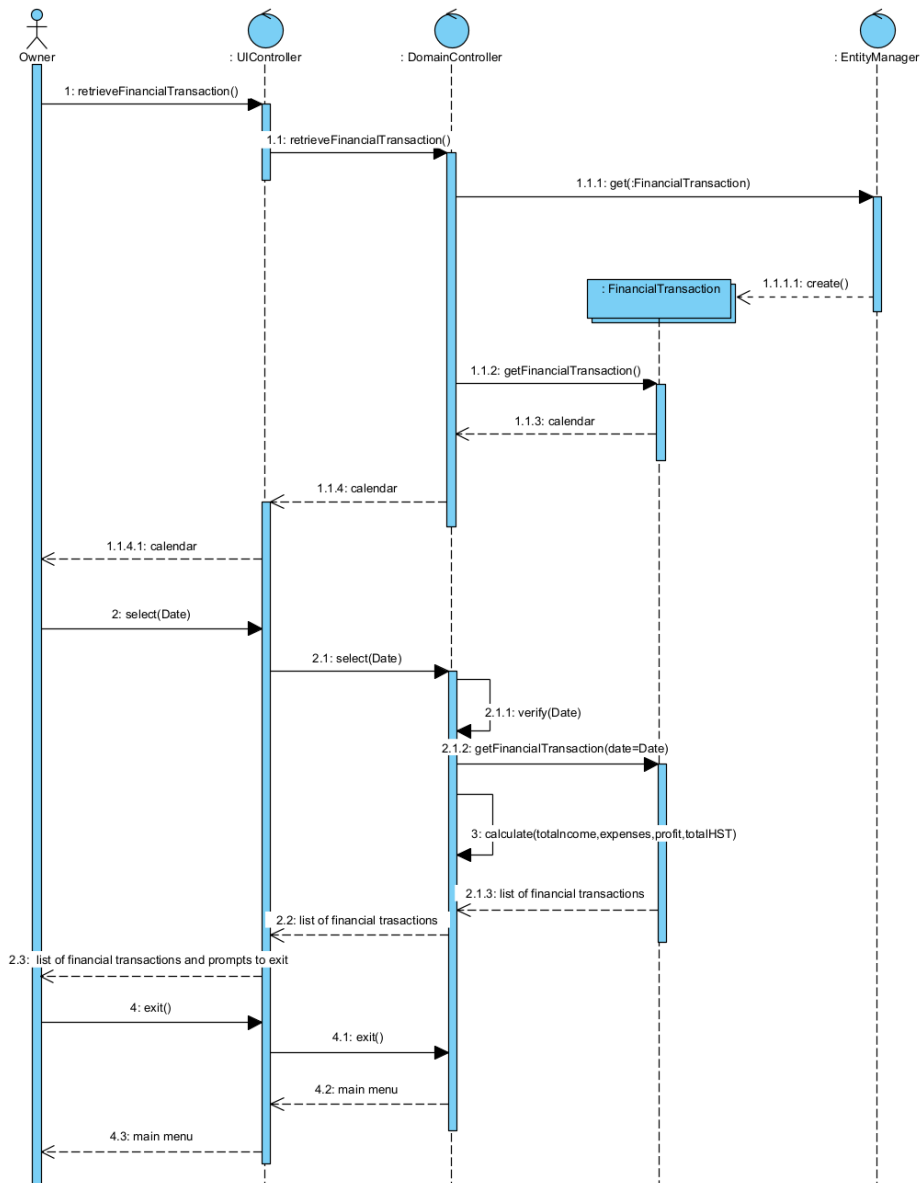 Owner
: UIController
: DomainController
: EntityManager
1: retrieveFinancialTransaction()
1.1: retrieveFinancialTransaction()
1.1.1: get(:FinancialTransaction)
1.1.1.1: create()
: FinancialTransaction
1.1.2: getFinancialTransaction()
1.1.3: calendar
1.1.4: calendar
1.1.4.1: calendar
2: select(Date)
2.1: select(Date)
2.1.1: verify(Date)
2.1.2: getFinancialTransaction(date=Date)
3: calculate(totalncome,expenses,profit,totalHST)
2.1.3: list of financial transactions
2.2: list of financial trasactions
2.3: list of financial transactions and prompts to exit
4: exit()
4.1: exit()
4.2: main menu
4.3: main menu